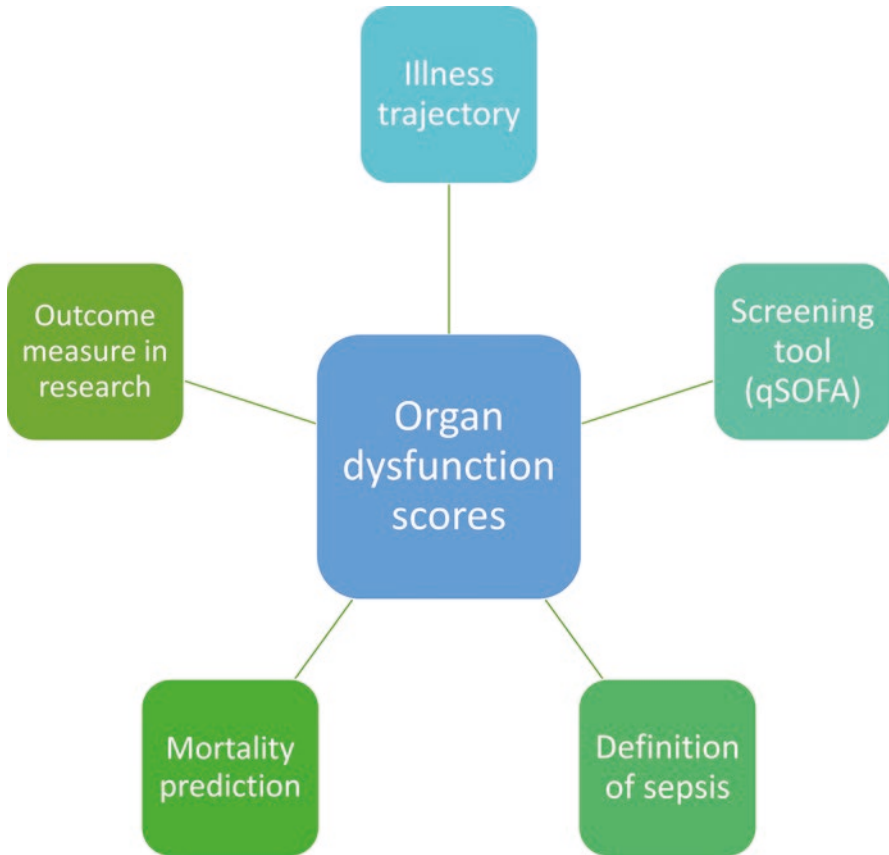 Illness
trajectory
Outcome
measure in
research
Screening
tool
(qSOFA)
Organ
dysfunction
scores
Mortality
prediction
Definition
of sepsis